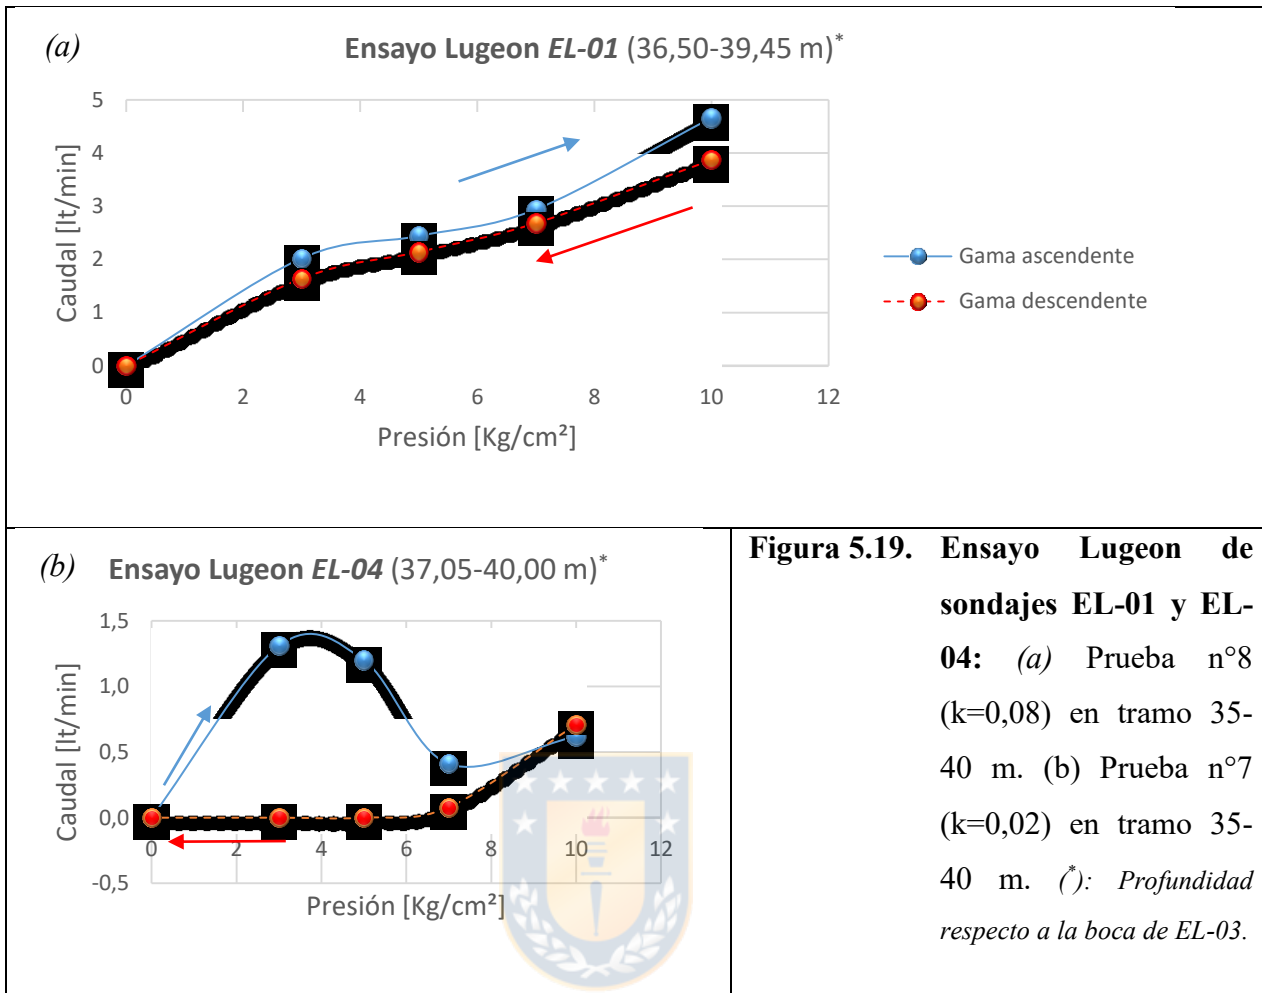 (a)
Ensayo Lugeon EL-01 (36,50-39,45 m)*
5
4
3
2
1
0
Caudal [lt/min]
0 2 4 6 8 10 12
Presión [Kg/cm²]
Gama ascendente
Gama descendente
(b)
Ensayo Lugeon EL-04 (37,05-40,00 m)*
1,5
1,0
0,5
0,0
-0,5
Caudal [lt/min]
0 2 4 6 8 10 12
Presión [Kg/cm²]
Figura 5.19. Ensayo Lugeon de
sondajes EL-01 y EL-
04: (a) Prueba n°8
(k=0,08) en tramo 35-
40 m. (b) Prueba n°7
(k=0,02) en tramo 35-
40 m. (*): Profundidad
respecto a la boca de EL-03.